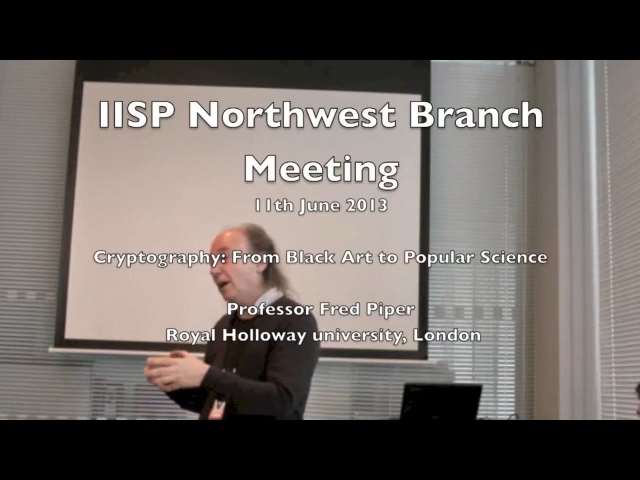 IISP Northwest Branch
Meeting
11th June 2013
Cryptography: From Black Art to Popular Science
Professor Fred Piper
Royal Holloway university, London